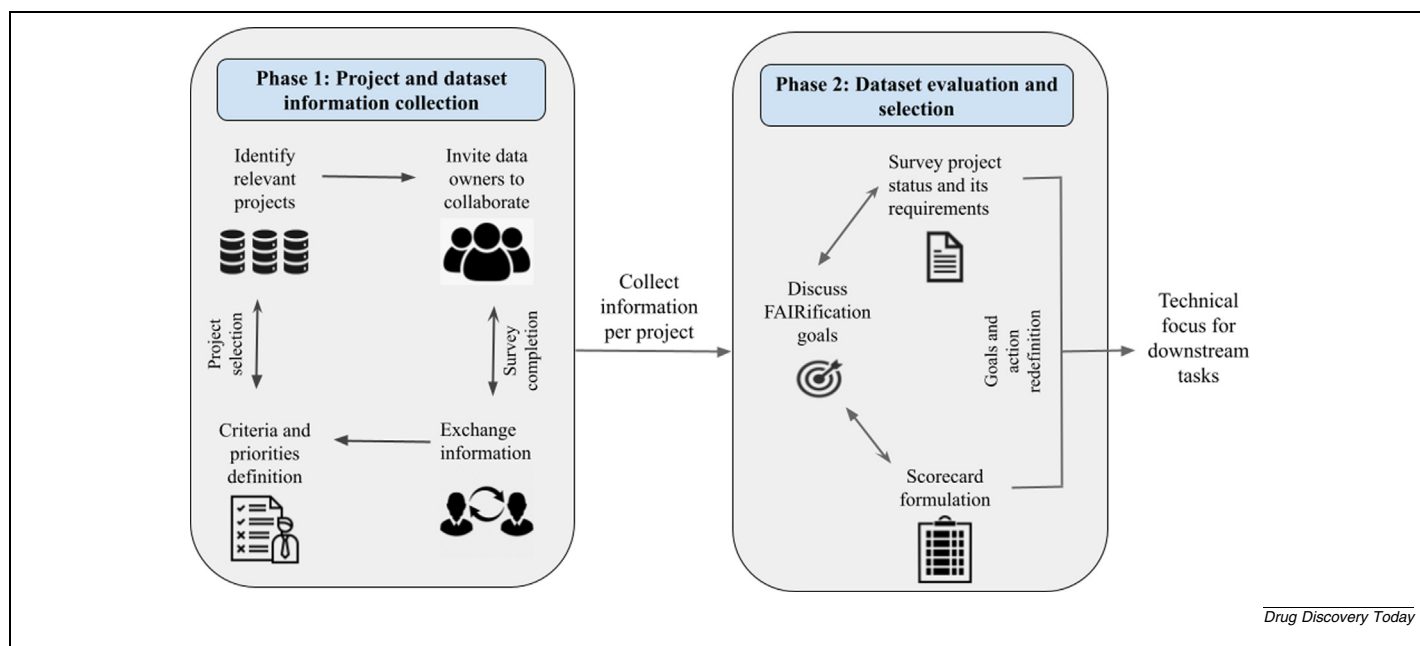 Phase 1: Project and dataset
information collection
Identify
relevant
projects
Invite data
owners to
collaborate
Project
selection
Survey
completion
Criteria and
priorities
definition
Exchange
information
Collect
information
per project
Phase 2: Dataset evaluation and
selection
Survey project
status and its
requirements
Discuss
FAIRification
goals
Goals and
action
redefinition
Scorecard
formulation
Technical
focus for
downstream
tasks
Drug Discovery Today